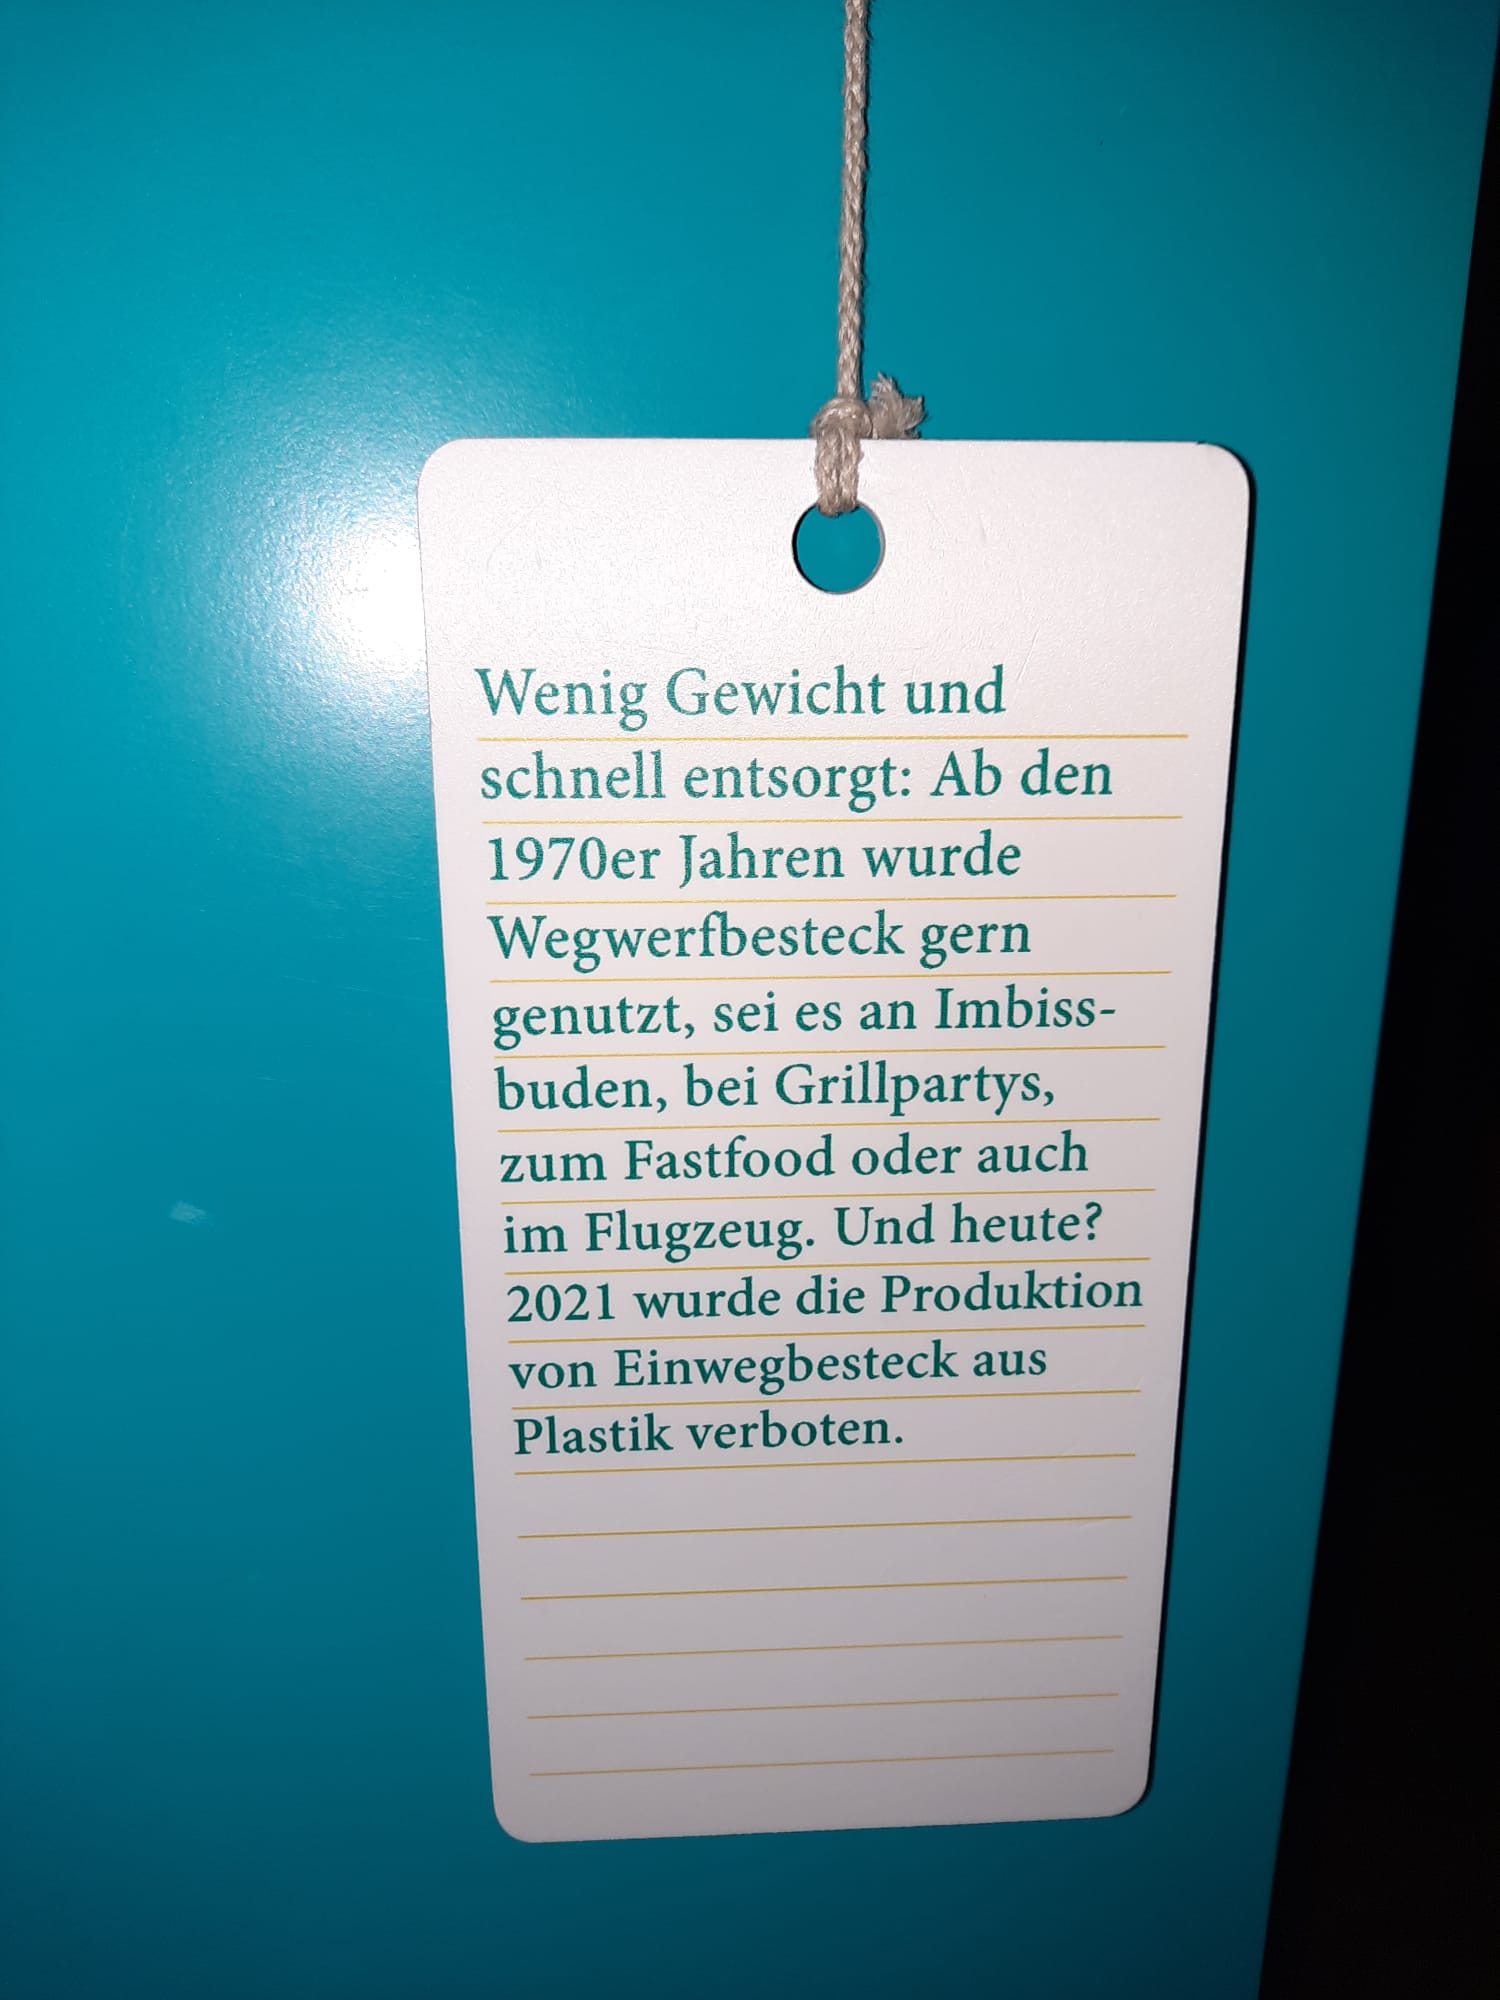 Wenig Gewicht und
schnell entsorgt: Ab den
1970er Jahren wurde
Wegwerfbesteck gern
genutzt, sei es an Imbiss-
buden, bei Grillpartys,
zum Fastfood oder auch
im Flugzeug. Und heute?
2021 wurde die Produktion
von Einwegbesteck aus
Plastik verboten.